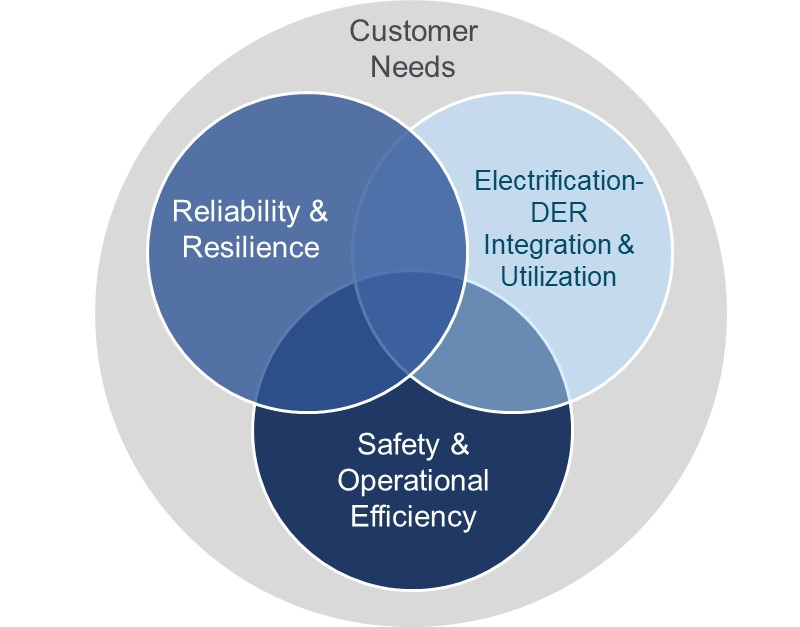 Customer
Needs
Reliability &
Resilience
Electrification-
DER
Integration &
Utilization
Safety &
Operational
Efficiency